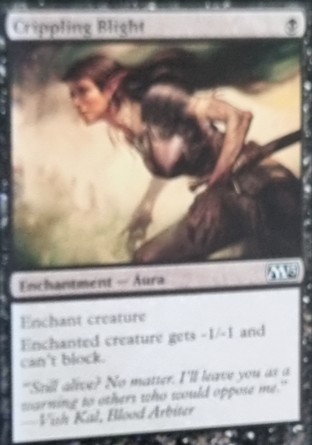 Crippling Blight
Enchantment — Aura
Enchant creature
Enchanted creature gets -1/-1 and
can't block.
"Still alive? No matter. I'll leave you as a
warning to others who would oppose me."
—Vish Kal, Blood Arbiter